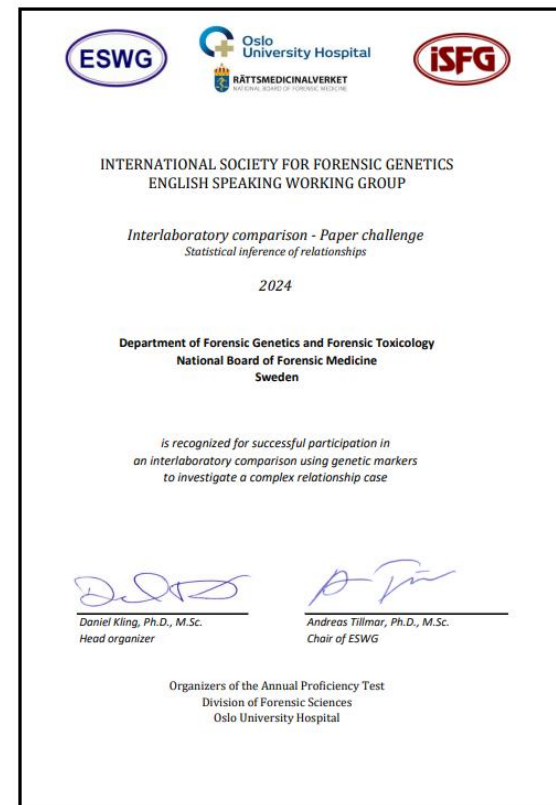 ESWG
Oslo
University Hospital
RÄTTSMEDICINALVERKET
NATIONAL BOARD OF FORENSIC MEDICINE
iSFG
INTERNATIONAL SOCIETY FOR FORENSIC GENETICS
ENGLISH SPEAKING WORKING GROUP
Interlaboratory comparison - Paper challenge
Statistical inference of relationships
2024
Department of Forensic Genetics and Forensic Toxicology
National Board of Forensic Medicine
Sweden
is recognized for successful participation in
an interlaboratory comparison using genetic markers
to investigate a complex relationship case
Daniel Kling, Ph.D., M.Sc.
Head organizer
Andreas Tillmar, Ph.D., M.Sc.
Chair of ESWG
Organizers of the Annual Proficiency Test
Division of Forensic Sciences
Oslo University Hospital